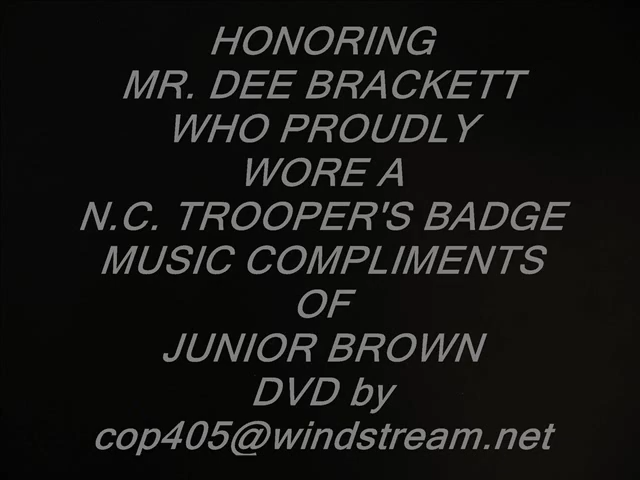 HONORING
MR. DEE BRACKETT
WHO PROUDLY
WORE A
N.C. TROOPER'S BADGE
MUSIC COMPLIMENTS
OF
JUNIOR BROWN
DVD by
cop405@windstream.net